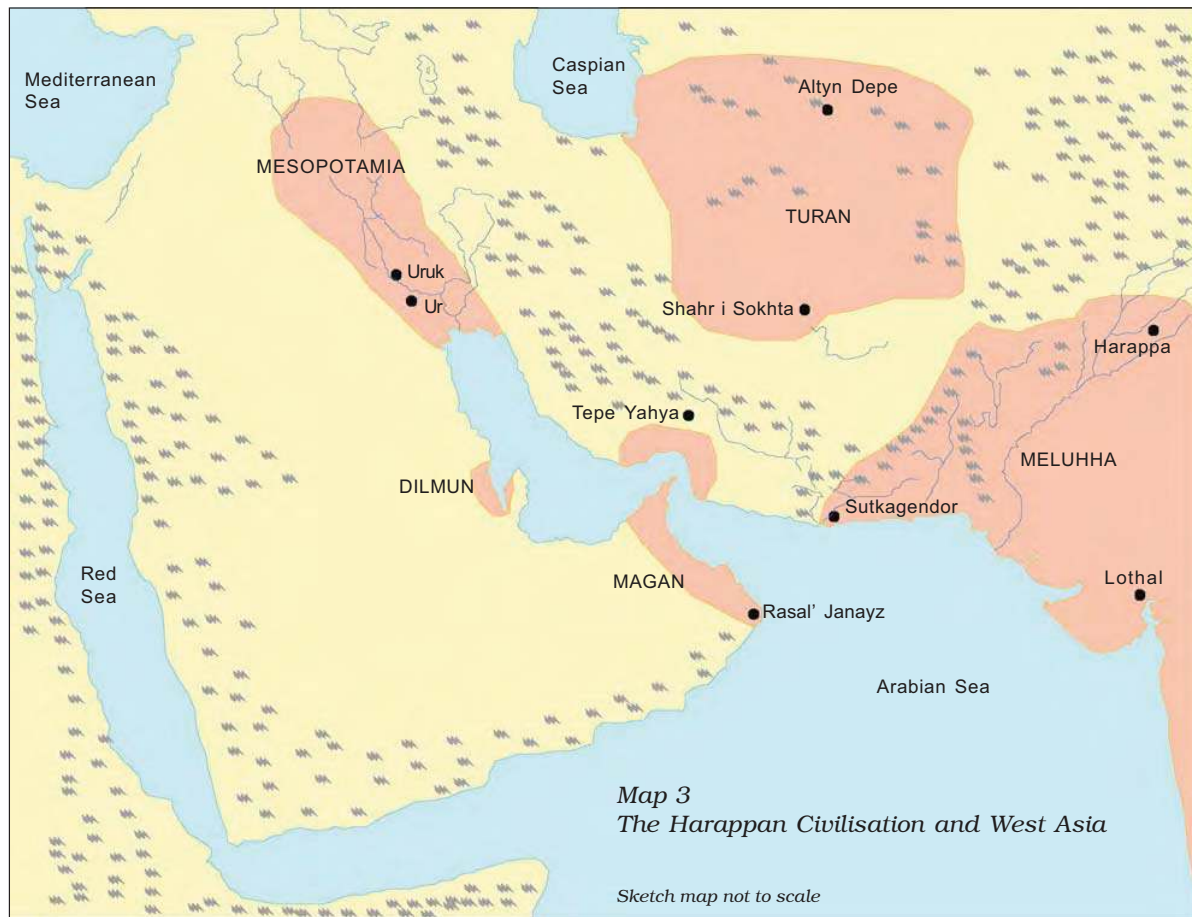 Mediterranean
Sea
Caspian
Sea
Altyn Depe
MESOPOTAMIA
TURAN
Uruk
Ur
Shahr i Sokhta
Harappa
Tepe Yahya
MELUHHA
DILMUN
Sutkagendor
Red
Sea
MAGAN
Lothal
Rasal’ Janayz
Arabian Sea
Map 3
The Harappan Civilisation and West Asia
Sketch map not to scale